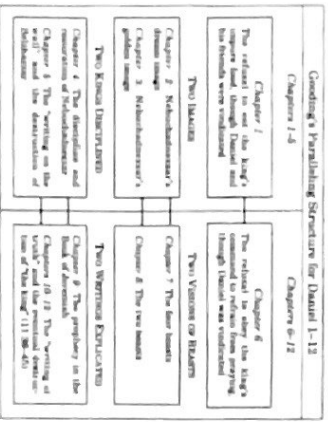 Gooding's Paralleling Structure for Daniel 1-12
Chapters 1-5
Chapters 6-12
Chapter 1
The refusal to eat the king's
impure food, though Daniel and
his friends were vindicated
Chapter 6
The refusal to obey the king's
command to refrain from praying,
though Daniel was vindicated
TWO IMAGES
Chapter 2 Nebuchadnezzar's
dream image
Chapter 3 Nebuchadnezzar's
golden image
TWO VISIONS OF BEASTS
Chapter 7 The four beasts
Chapter 8 The two beasts
TWO KINGS DISCIPLINED
Chapter 4 The discipline and
restoration of Nebuchadnezzar
Chapter 5 The "writing on the
wall" and the destruction of
Belshazzar
TWO WRITINGS EXPLICATED
Chapter 9 The prophecy in the
Book of Jeremiah
Chapters 10-12 The "writing of
truth" and the eventual destruc-
tion of "the king" (11:36-45)